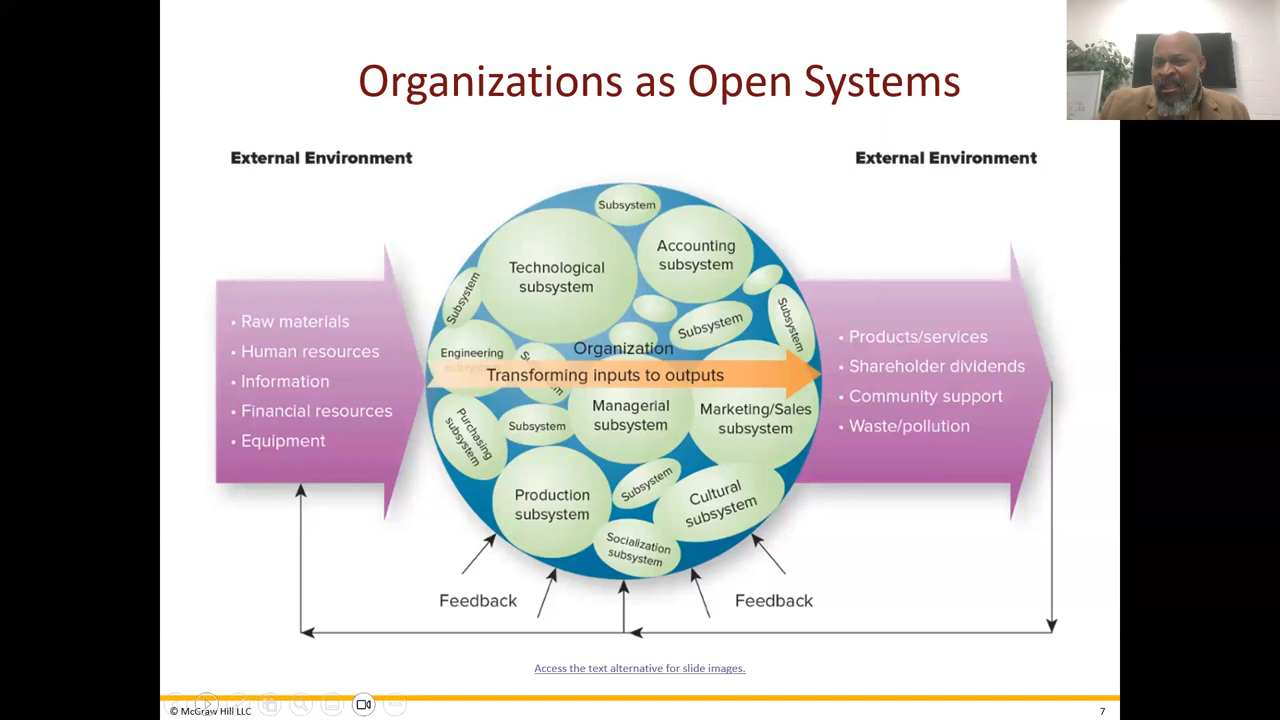 Organizations as Open Systems
External Environment
External Environment
• Raw materials
• Human resources
• Information
• Financial resources
• Equipment
Subsystem
Technological
subsystem
Accounting
subsystem
Subsystem
Subsystem
Subsystem
Engineering
Organization
Transforming inputs to outputs
Purchasing
subsystem
Subsystem
Managerial
subsystem
Marketing/Sales
subsystem
Production
subsystem
Subsystem
Cultural
subsystem
Socialization
subsystem
• Products/services
• Shareholder dividends
• Community support
• Waste/pollution
Feedback
Feedback
Access the text alternative for slide images.
© McGraw Hill LLC
7